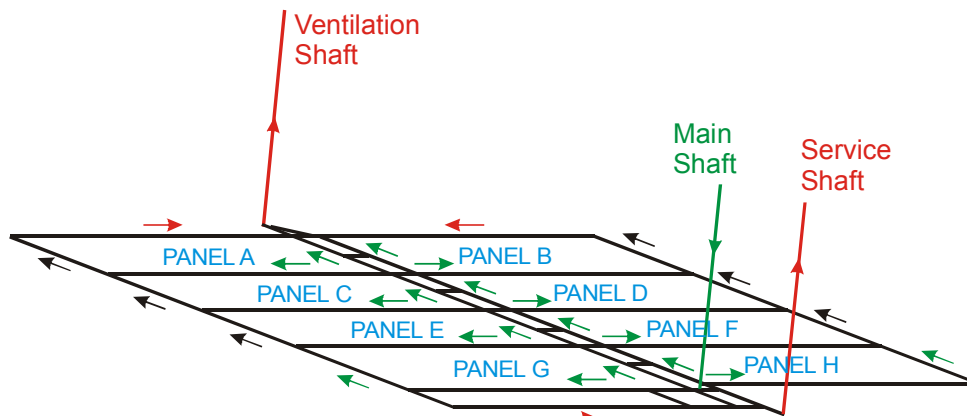 Ventilation
Shaft
Main
Shaft
Service
Shaft
PANEL A
PANEL B
PANEL C
PANEL D
PANEL E
PANEL F
PANEL G
PANEL H